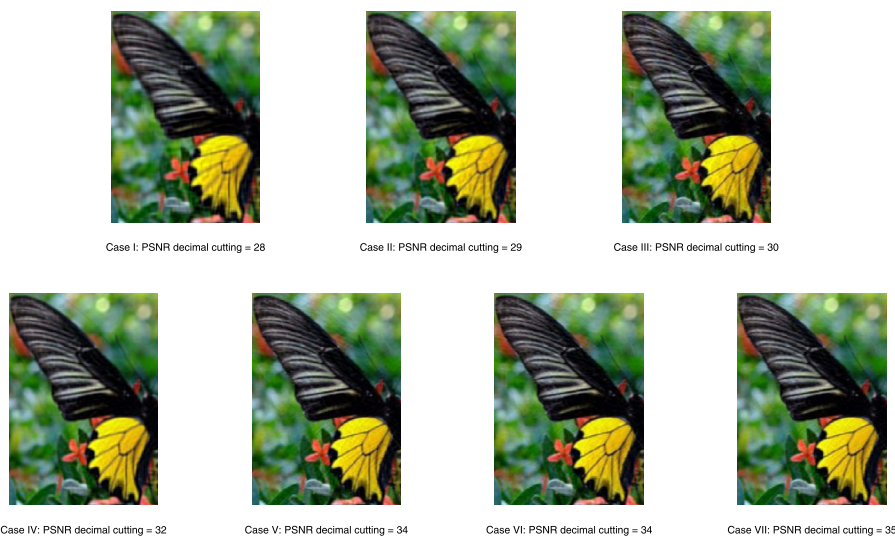 Case I: PSNR decimal cutting = 28
Case II: PSNR decimal cutting = 29
Case III: PSNR decimal cutting = 30
Case IV: PSNR decimal cutting = 32
Case V: PSNR decimal cutting = 34
Case VI: PSNR decimal cutting = 34
Case VII: PSNR decimal cutting = 35